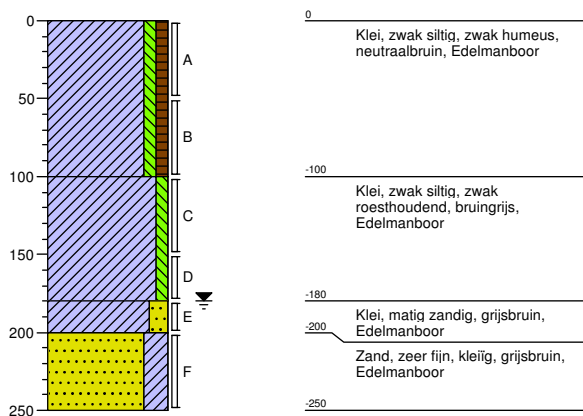 0
50
100
150
200
250
A
B
C
D
E
F
0
Klei, zwak siltig, zwak humeus,
neutraalbruin, Edelmanboor
-100
Klei, zwak siltig, zwak
roesthoudend, bruingrijs,
Edelmanboor
-180
Klei, matig zandig, grijsbruin,
Edelmanboor
-200
Zand, zeer fijn, kleiïg, grijsbruin,
Edelmanboor
-250